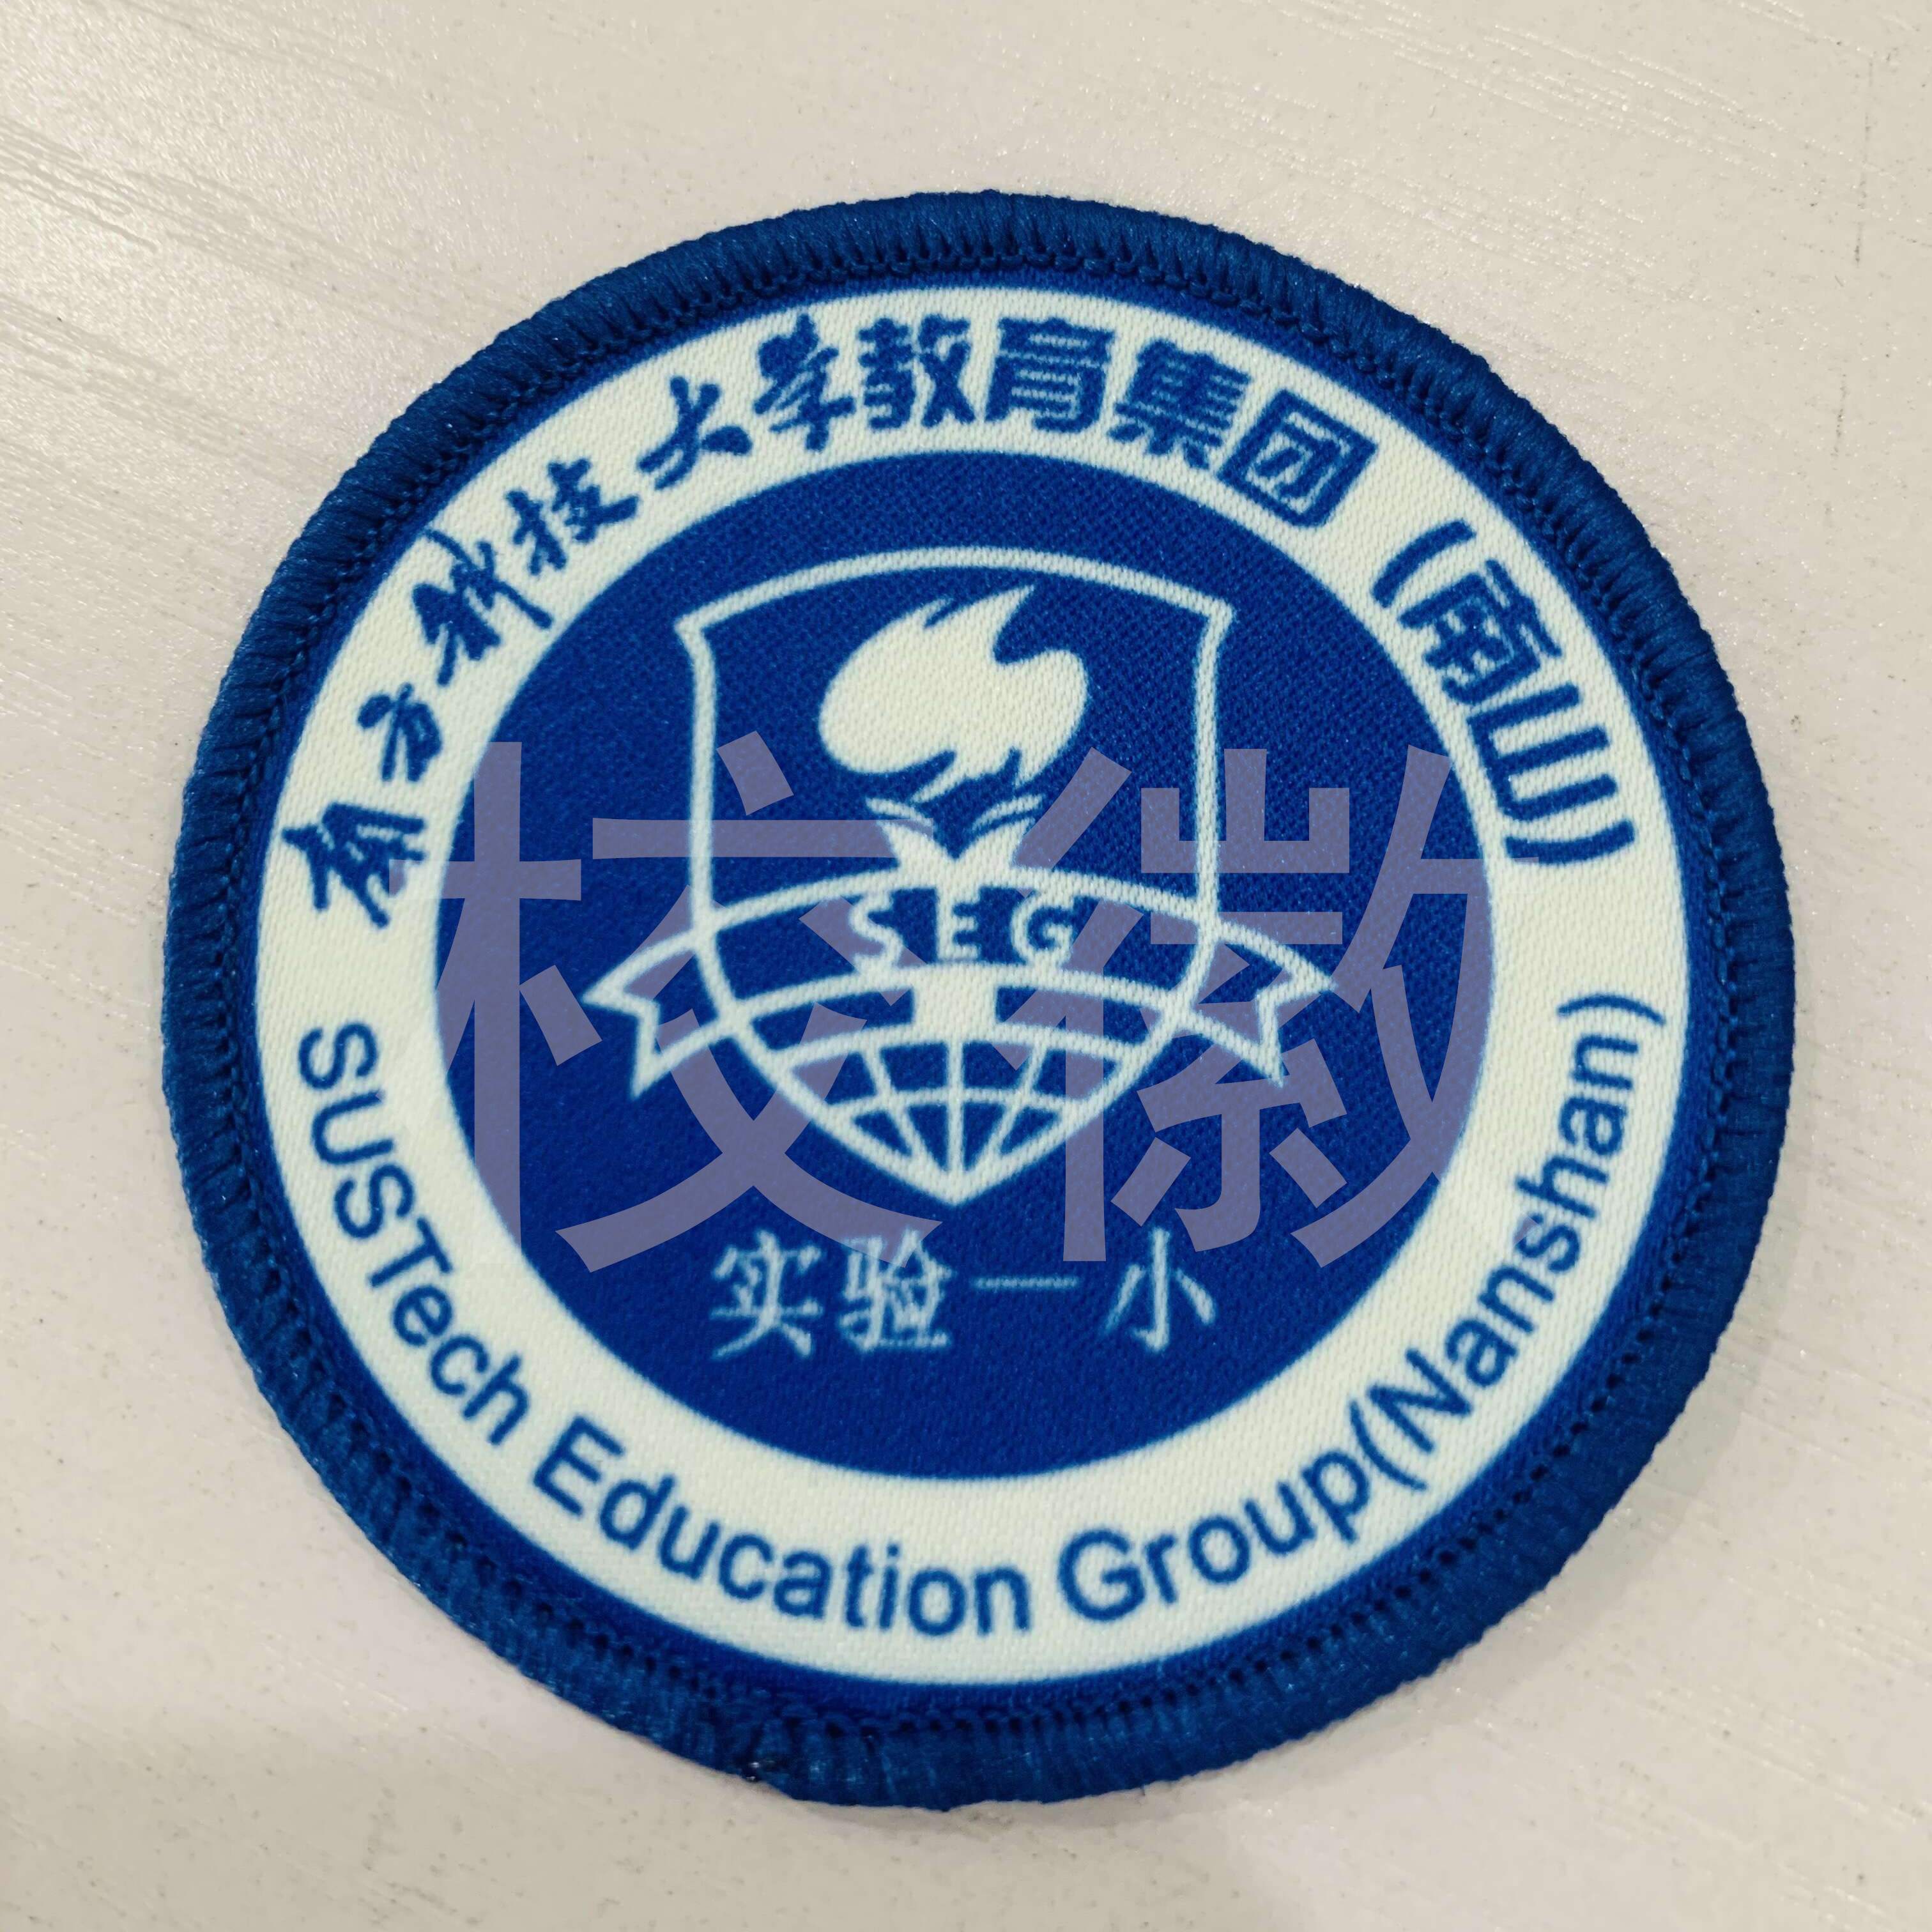 南方科技大学教育集团(南山)
SEG
校徽
实验一小
SUSTech Education Group(Nanshan)